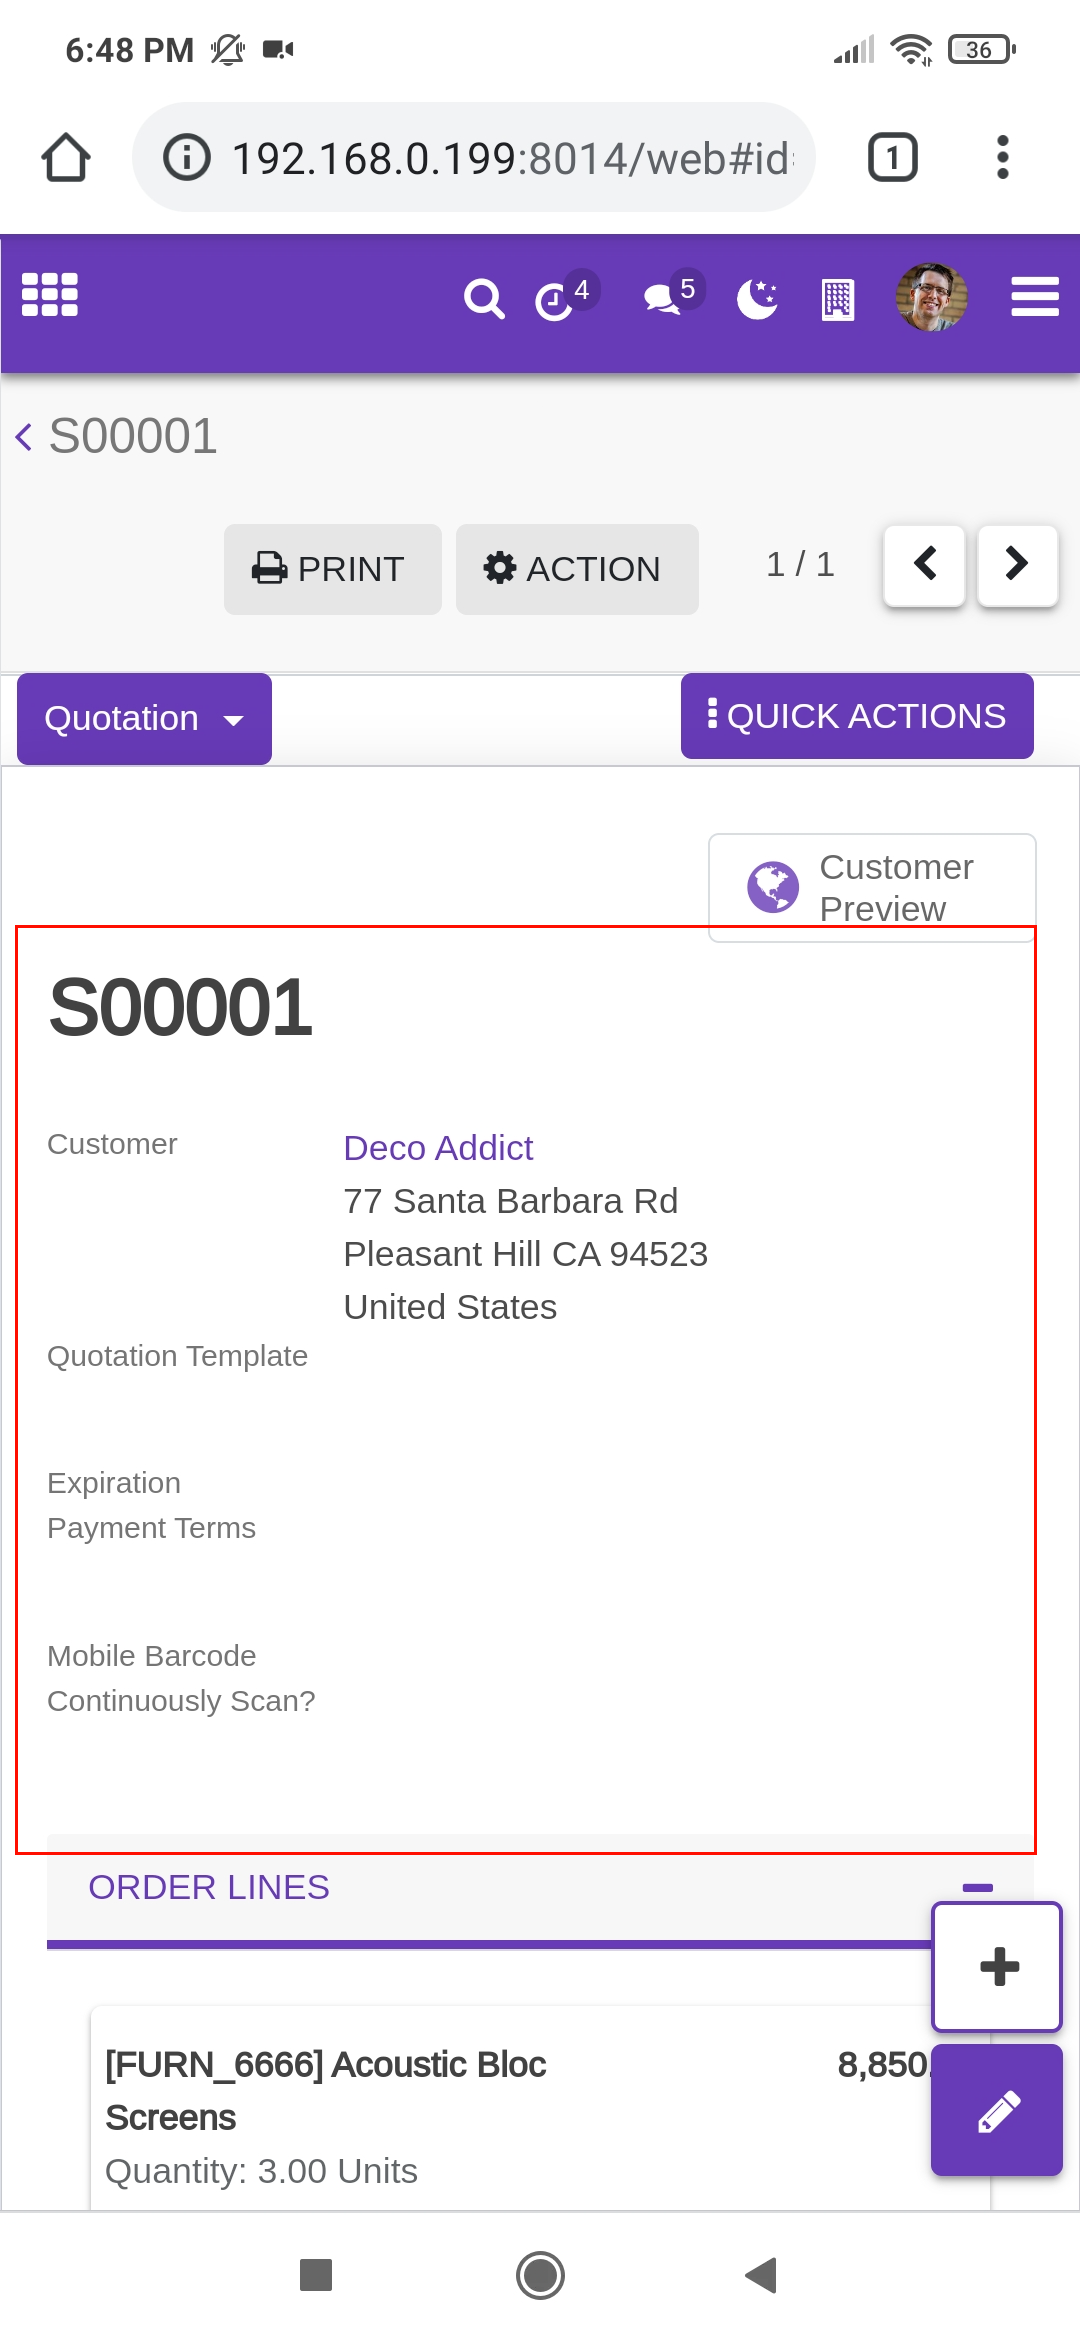 6:48 PM
36
192.168.0.199:8014/web#id
1
4
5
S00001
PRINT
ACTION
1 / 1
Quotation
QUICK ACTIONS
Customer
Preview
S00001
Customer
Deco Addict
77 Santa Barbara Rd
Pleasant Hill CA 94523
United States
Quotation Template
Expiration
Payment Terms
Mobile Barcode
Continuously Scan?
ORDER LINES
[FURN_6666] Acoustic Bloc
8,850.
Screens
Quantity: 3.00 Units